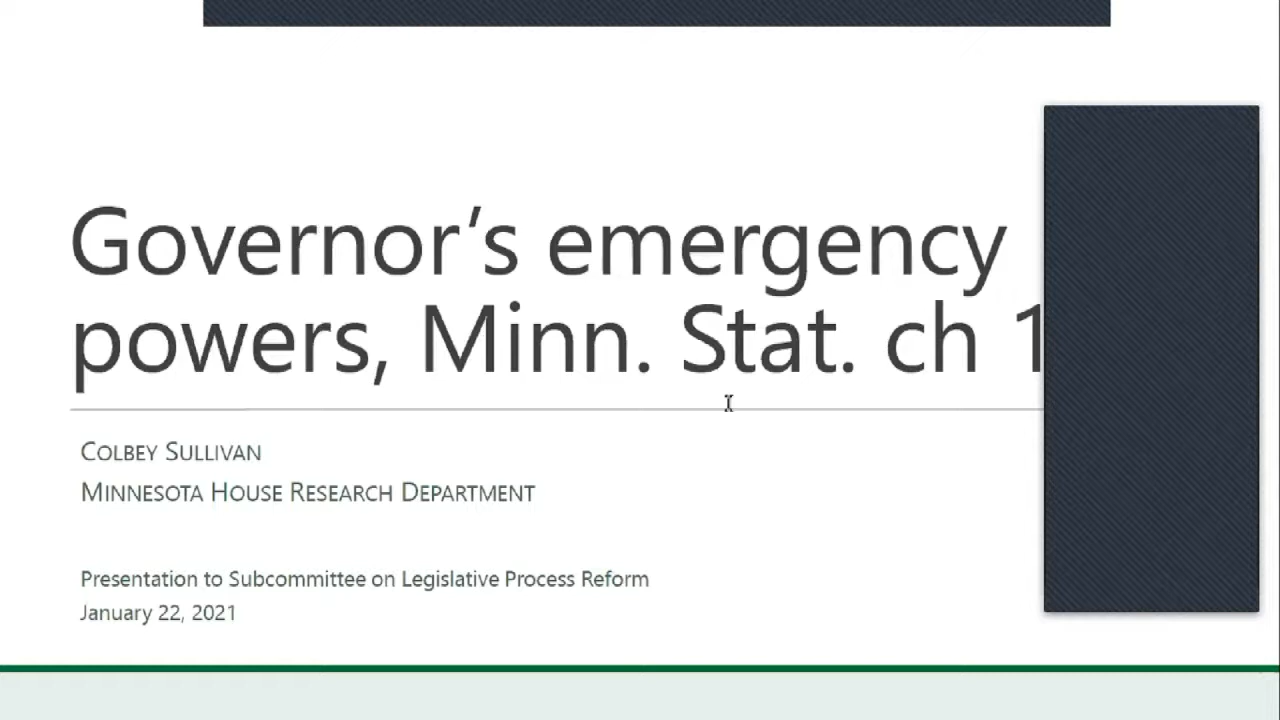 Governor’s emergency
powers, Minn. Stat. ch 1
COLBEY SULLIVAN
MINNESOTA HOUSE RESEARCH DEPARTMENT
Presentation to Subcommittee on Legislative Process Reform
January 22, 2021